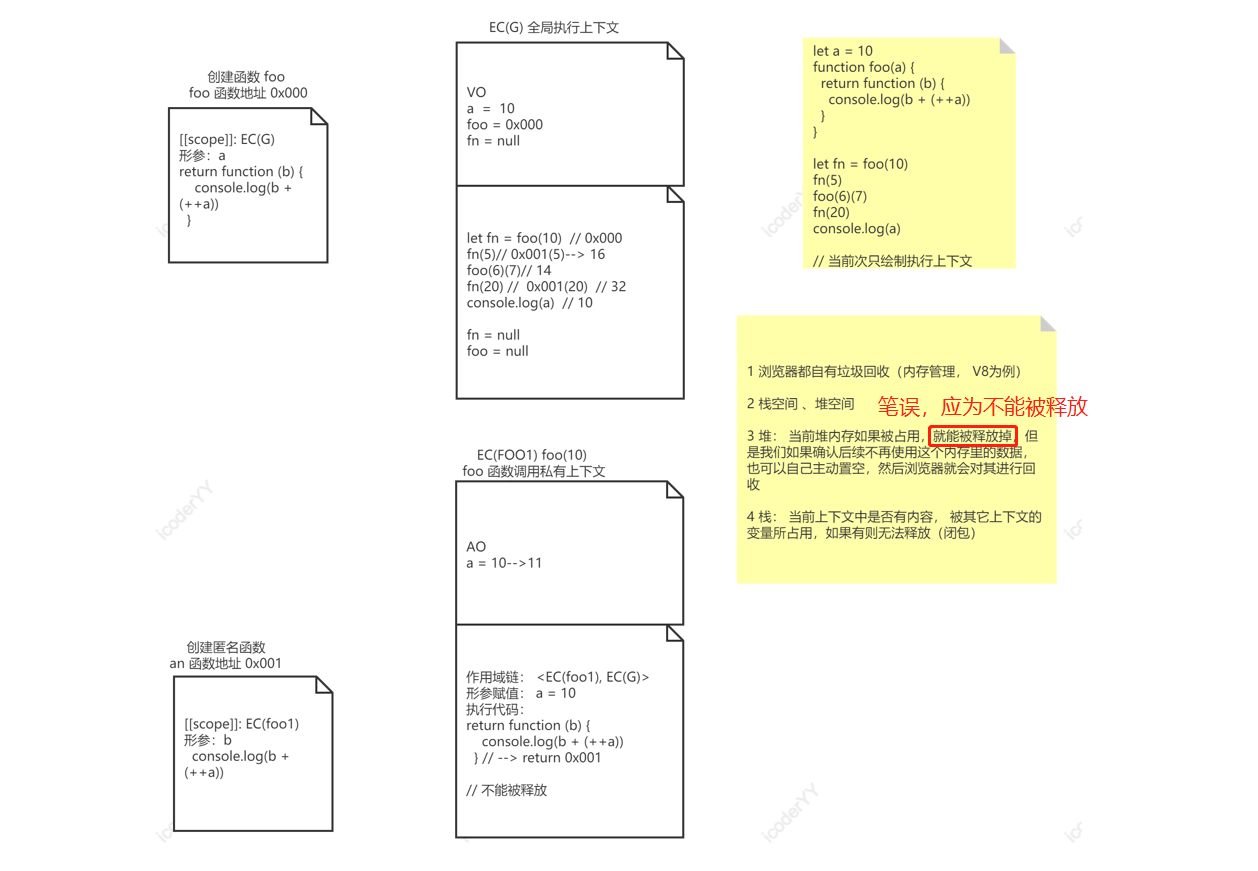 EC(G) 全局执行上下文
创建函数 foo
foo 函数地址 0x000
[[scope]]: EC(G)
形参：a
return function (b) {
console.log(b +
(++a))
}
VO
a = 10
foo = 0x000
fn = null
let fn = foo(10) // 0x000
fn(5)// 0x001(5)--> 16
foo(6)(7)// 14
fn(20) // 0x001(20) // 32
console.log(a) // 10
fn = null
foo = null
let a = 10
function foo(a) {
return function (b) {
console.log(b + (++a))
}
}
let fn = foo(10)
fn(5)
foo(6)(7)
fn(20)
console.log(a)
// 当前次只绘制执行上下文
1 浏览器都自有垃圾回收（内存管理， V8为例）
2 栈空间 、堆空间
笔误，应为不能被释放
3 堆： 当前堆内存如果被占用，就能被释放掉，但
是我们如果确认后续不再使用这个内存里的数据，
也可以自己主动置空，然后浏览器就会对其进行回
收
4 栈： 当前上下文中是否有内容， 被其它上下文的
变量所占用，如果有则无法释放（闭包）
EC(FOO1) foo(10)
foo 函数调用私有上下文
AO
a = 10-->11
作用域链： <EC(foo1), EC(G)>
形参赋值： a = 10
执行代码：
return function (b) {
console.log(b + (++a))
} // --> return 0x001
// 不能被释放
创建匿名函数
an 函数地址 0x001
[[scope]]: EC(foo1)
形参：b
console.log(b +
(++a))
icoderYY
icoderYY
icoderYY